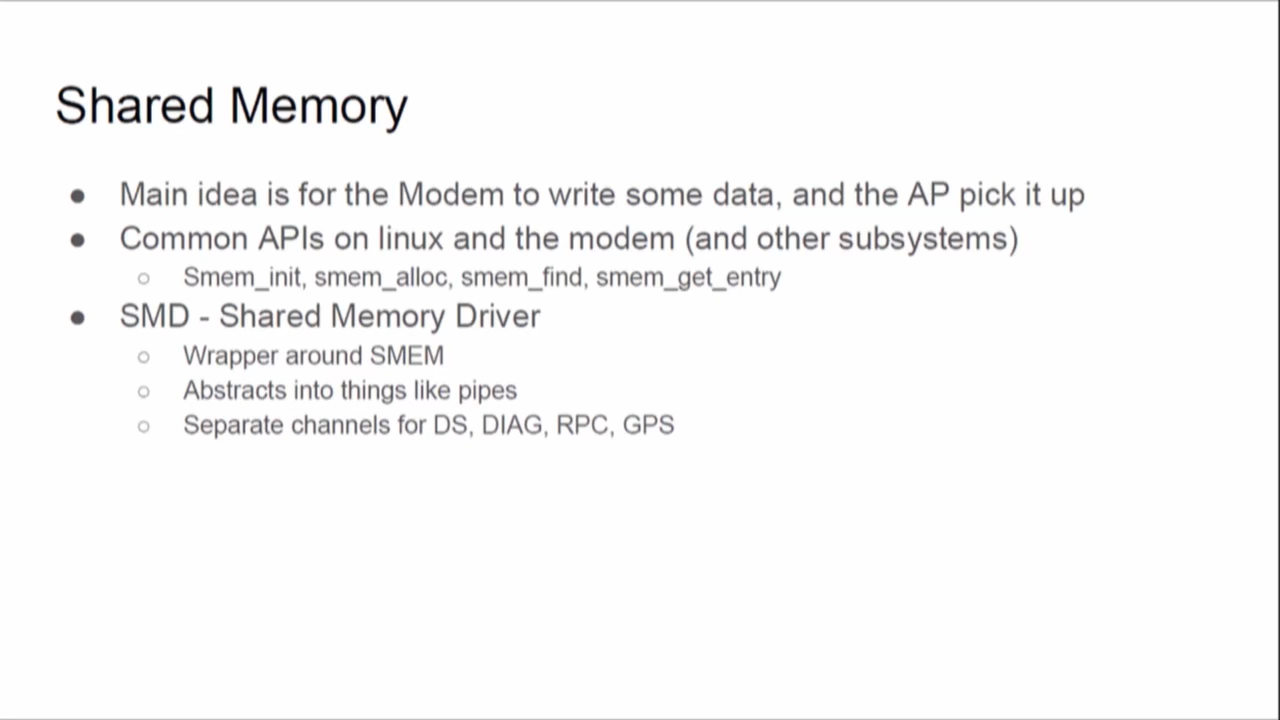 Shared Memory
● Main idea is for the Modem to write some data, and the AP pick it up
● Common APIs on linux and the modem (and other subsystems)
○ Smem_init, smem_alloc, smem_find, smem_get_entry
● SMD - Shared Memory Driver
○ Wrapper around SMEM
○ Abstracts into things like pipes
○ Separate channels for DS, DIAG, RPC, GPS